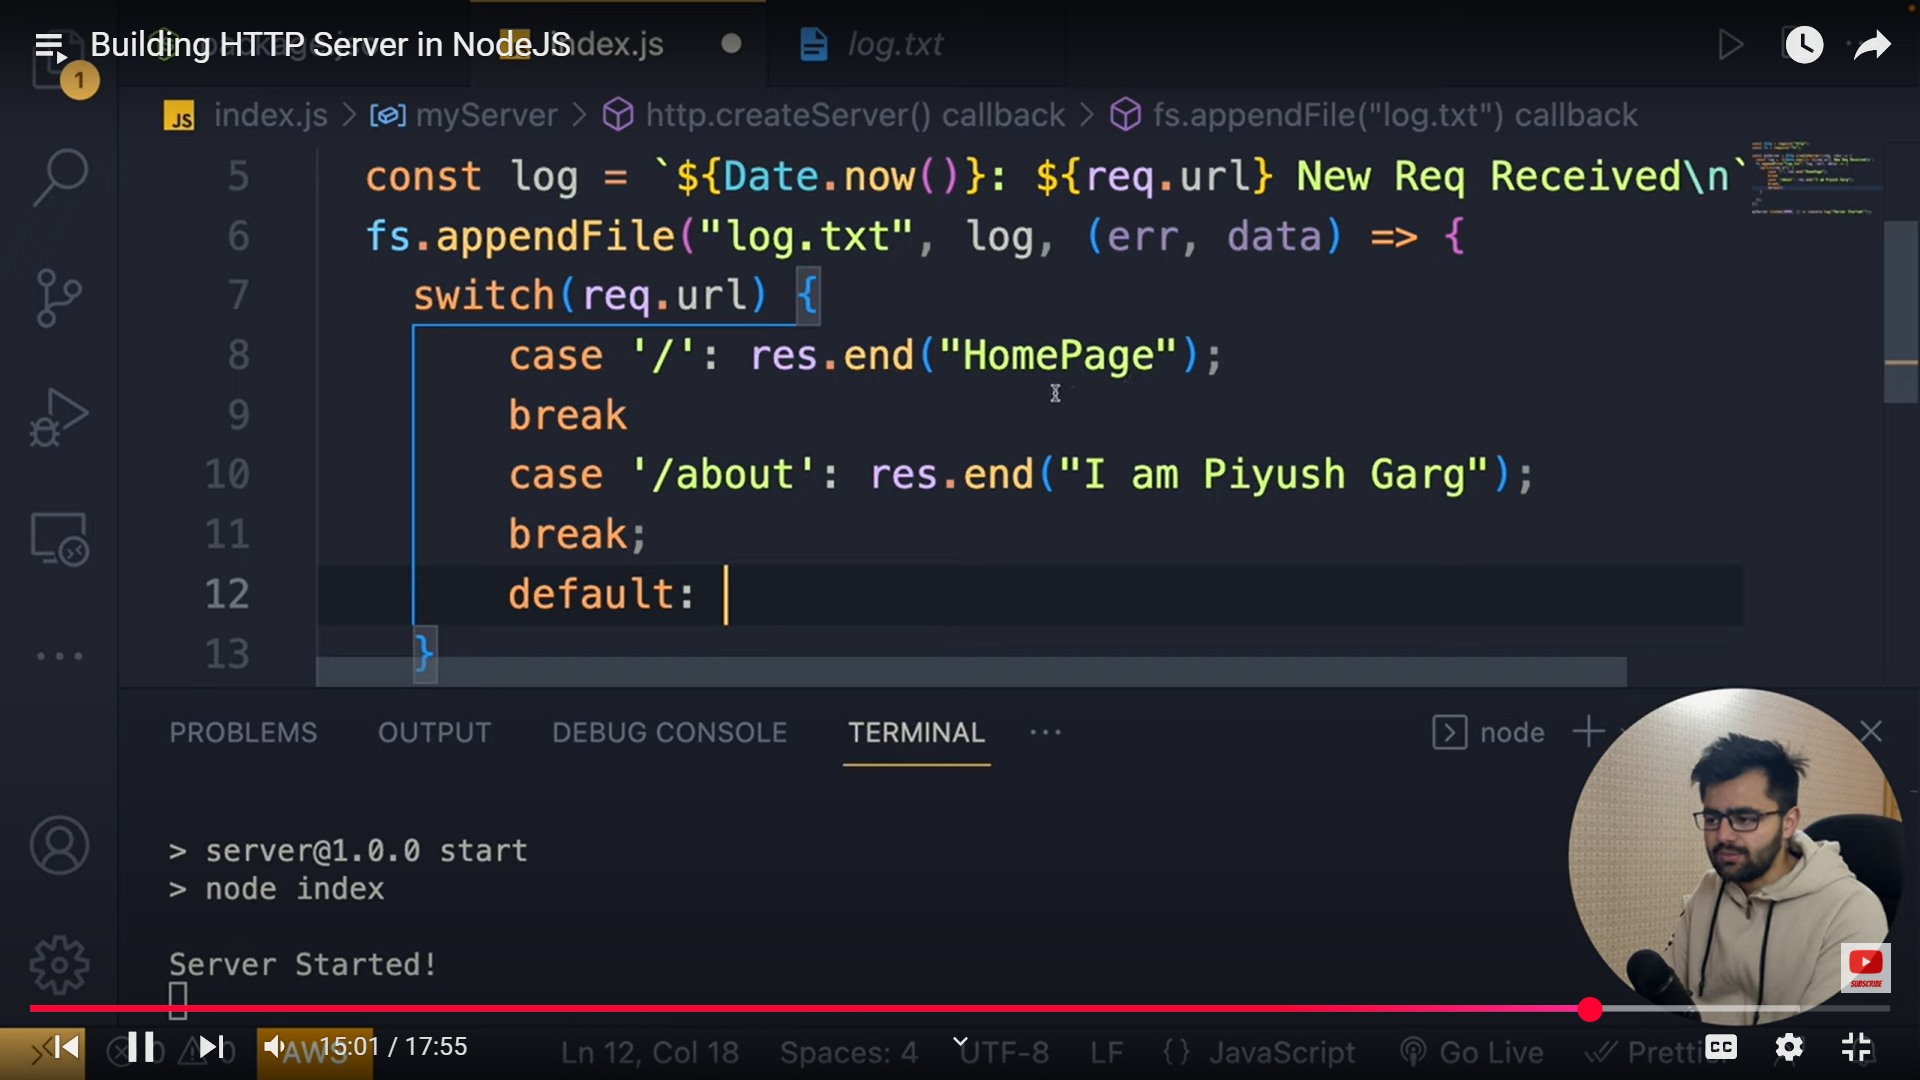 Building HTTP Server in NodeJS
index.js
log.txt
1
index.js > myServer > http.createServer() callback > fs.appendFile("log.txt") callback
5 const log = `${Date.now()}: ${req.url} New Req Received\n`
6 fs.appendFile("log.txt", log, (err, data) => {
7 switch(req.url) {
8 case '/': res.end("HomePage");
9 break
10 case '/about': res.end("I am Piyush Garg");
11 break;
12 default:
13 }
PROBLEMS OUTPUT DEBUG CONSOLE TERMINAL ... node
> server@1.0.0 start
> node index
Server Started!
SUBSCRIBE
15:01 / 17:55
AWS
Ln 12, Col 18 Spaces: 4 UTF-8 LF {} JavaScript Go Live
CC